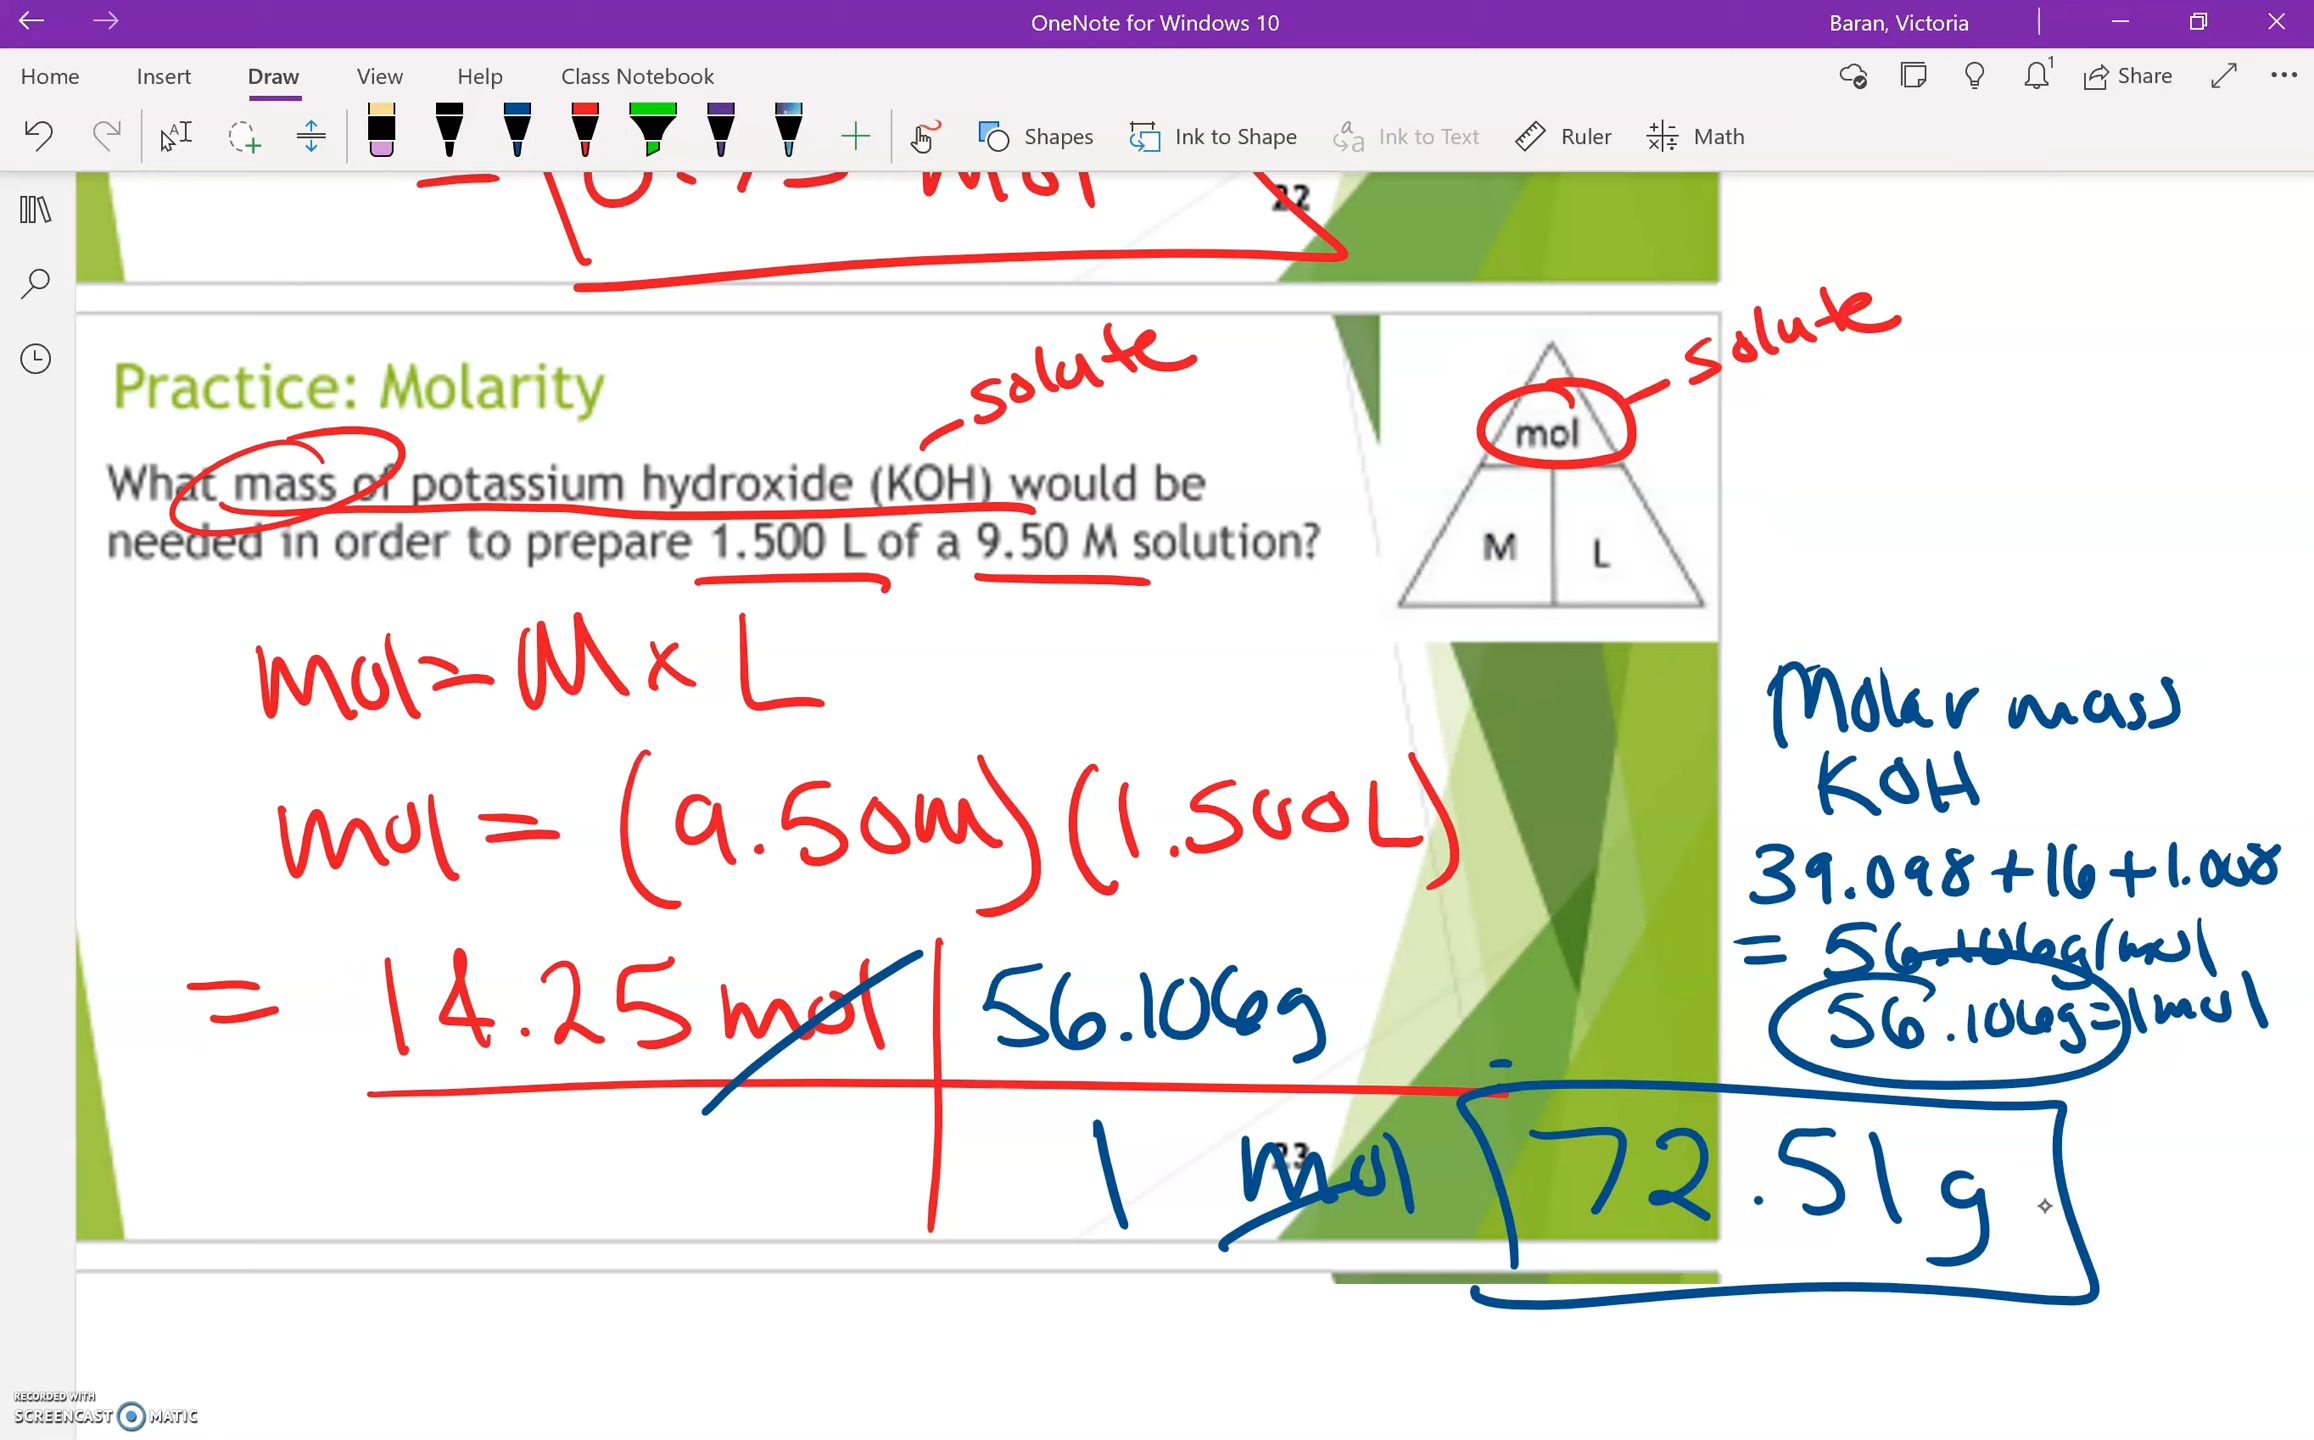 OneNote for Windows 10
Baran, Victoria
Home Insert Draw View Help Class Notebook
1 Share
Shapes Ink to Shape Ink to Text Ruler Math
mol
22
solute
solute
Practice: Molarity
What mass of potassium hydroxide (KOH) would be
needed in order to prepare 1.500 L of a 9.50 M solution?
mol
M L
mol = M x L
mol = (9.50M) (1.500L)
= 14.25 mol 56.106g
1 mol
= 72.51 g
23
Molar mass
KOH
39.098 + 16 + 1.008
= 56.106g/mol
56.106g = 1mol
RECORDED WITH
SCREENCAST MATIC